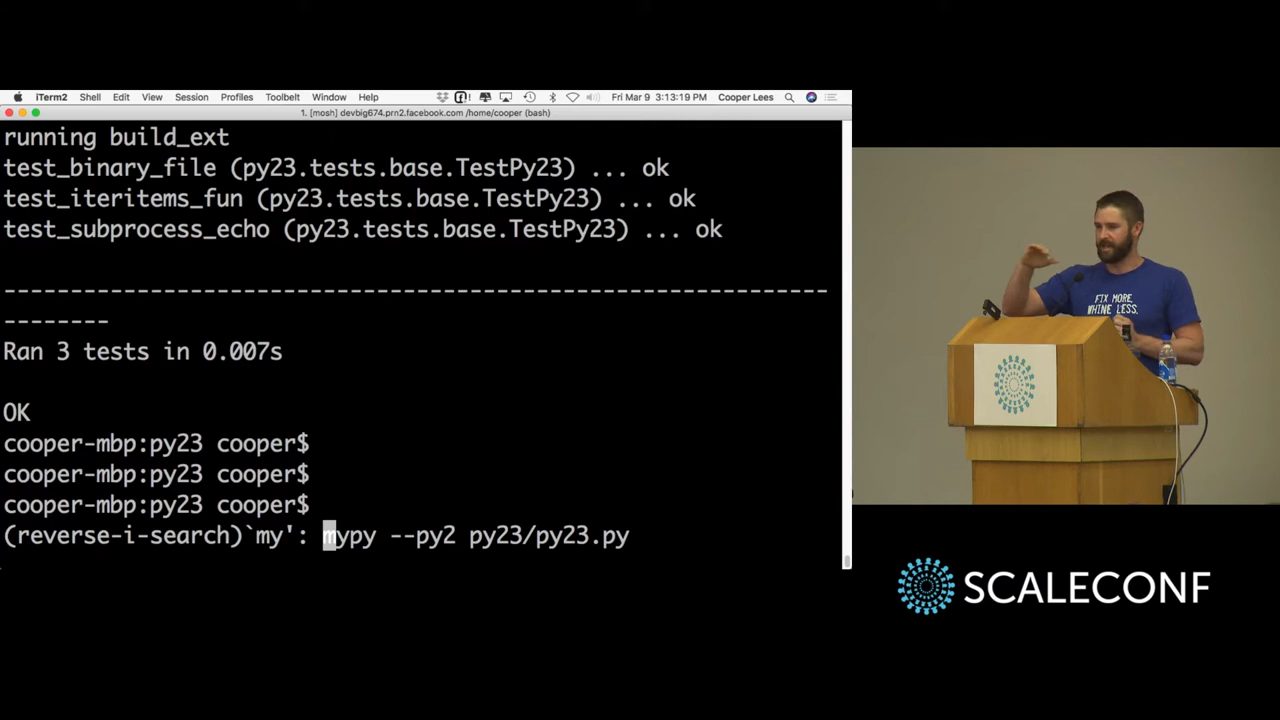 iTerm2 Shell Edit View Session Profiles Toolbelt Window Help Fri Mar 9 3:13:19 PM Cooper Lees
1. [mosh] devbig674.prn2.facebook.com /home/cooper (bash)
running build_ext
test_binary_file (py23.tests.base.TestPy23) ... ok
test_iteritems_fun (py23.tests.base.TestPy23) ... ok
test_subprocess_echo (py23.tests.base.TestPy23) ... ok
--------------------------------------------------------------
--------
Ran 3 tests in 0.007s
OK
cooper-mbp:py23 cooper$
cooper-mbp:py23 cooper$
cooper-mbp:py23 cooper$
(reverse-i-search)`my': mypy --py2 py23/py23.py
FIX MORE.
WHINE LESS.
SCALECONF